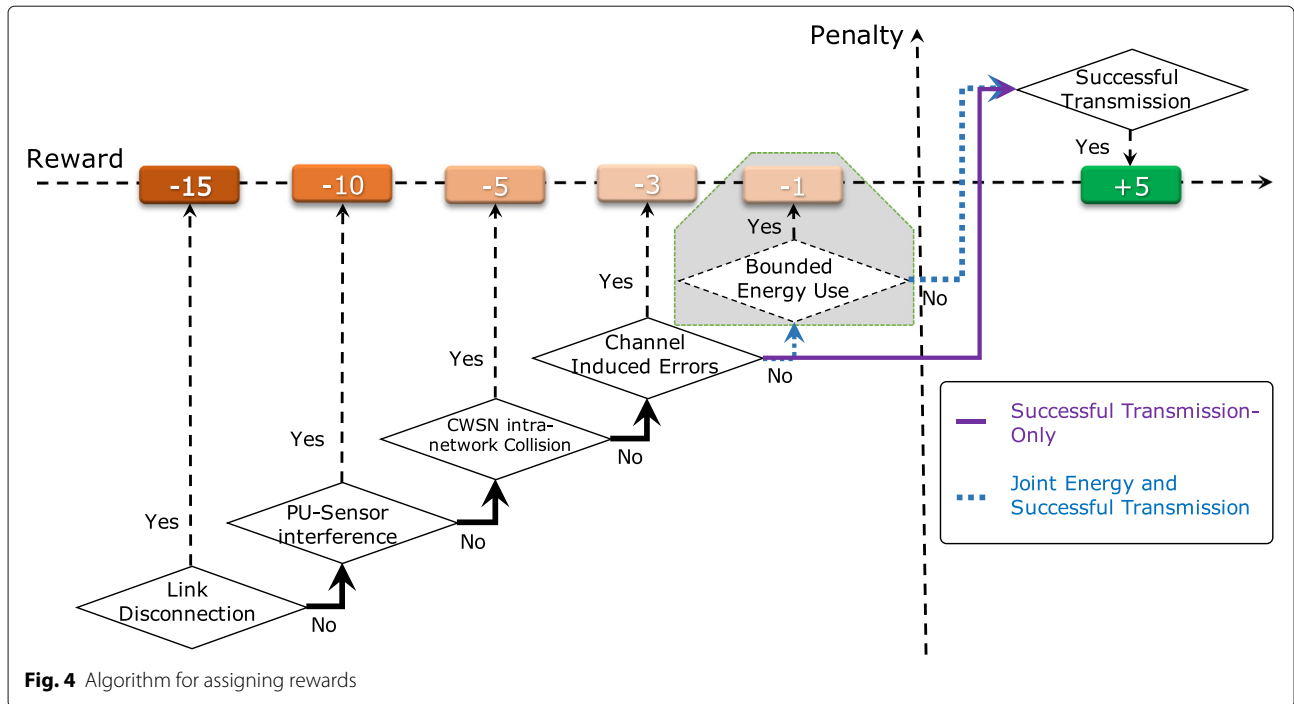 Penalty
Successful
Transmission
Yes
Reward
-15
-10
-5
-3
-1
+5
Yes
Bounded
Energy Use
No
Yes
Channel
Induced Errors
No
Yes
CWSN intra-
network Collision
No
Yes
PU-Sensor
interference
No
Yes
Link
Disconnection
No
Successful Transmission-
Only
Joint Energy and
Successful Transmission
Fig. 4 Algorithm for assigning rewards